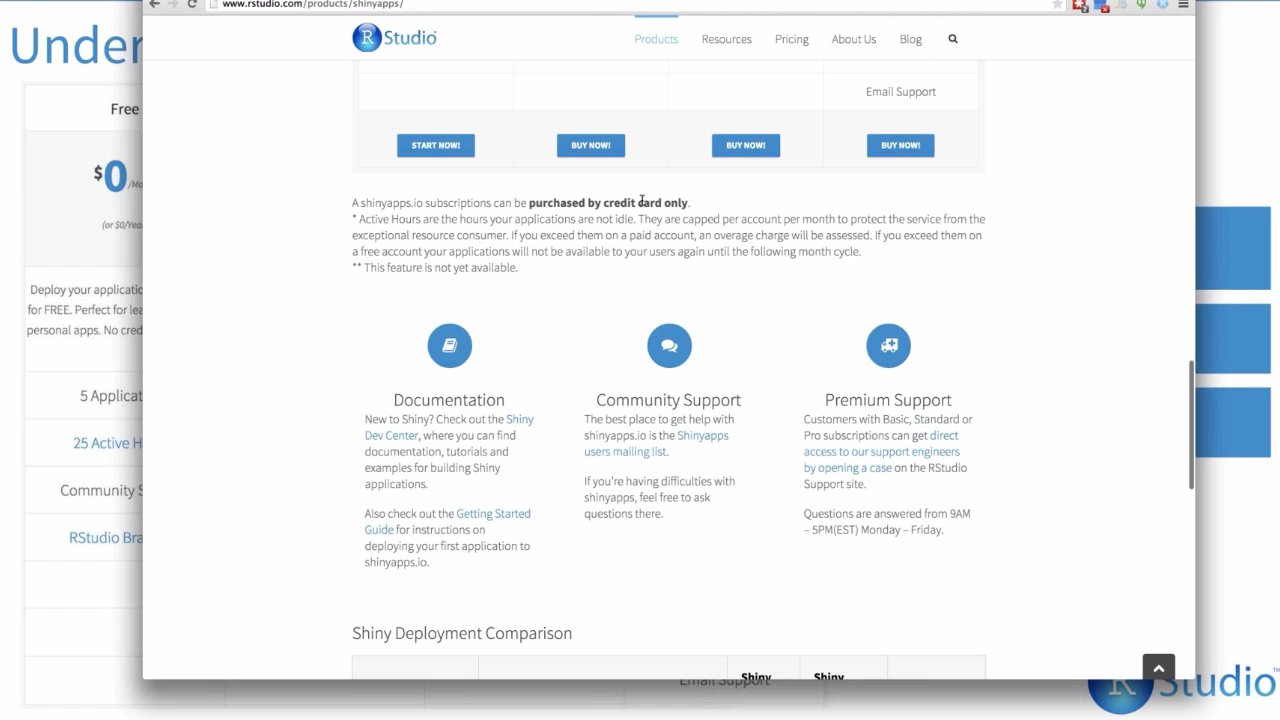 www.rstudio.com/products/shinyapps/
Under
R Studio
Products Resources Pricing About Us Blog
Free
$0 /Mo
(or $0/Yea
Deploy your applicatio
for FREE. Perfect for lea
personal apps. No cred
5 Applicat
25 Active H
Community S
RStudio Bra
Email Support
START NOW! BUY NOW! BUY NOW! BUY NOW!
A shinyapps.io subscriptions can be purchased by credit card only.
* Active Hours are the hours your applications are not idle. They are capped per account per month to protect the service from the
exceptional resource consumer. If you exceed them on a paid account, an overage charge will be assessed. If you exceed them on
a free account your applications will not be available to your users again until the following month cycle.
** This feature is not yet available.
Documentation
New to Shiny? Check out the Shiny
Dev Center, where you can find
documentation, tutorials and
examples for building Shiny
applications.
Also check out the Getting Started
Guide for instructions on
deploying your first application to
shinyapps.io.
Community Support
The best place to get help with
shinyapps.io is the Shinyapps
users mailing list.
If you're having difficulties with
shinyapps, feel free to ask
questions there.
Premium Support
Customers with Basic, Standard or
Pro subscriptions can get direct
access to our support engineers
by opening a case on the RStudio
Support site.
Questions are answered from 9AM
– 5PM(EST) Monday – Friday.
Shiny Deployment Comparison
Shiny Shiny
Email Support
R Studio™